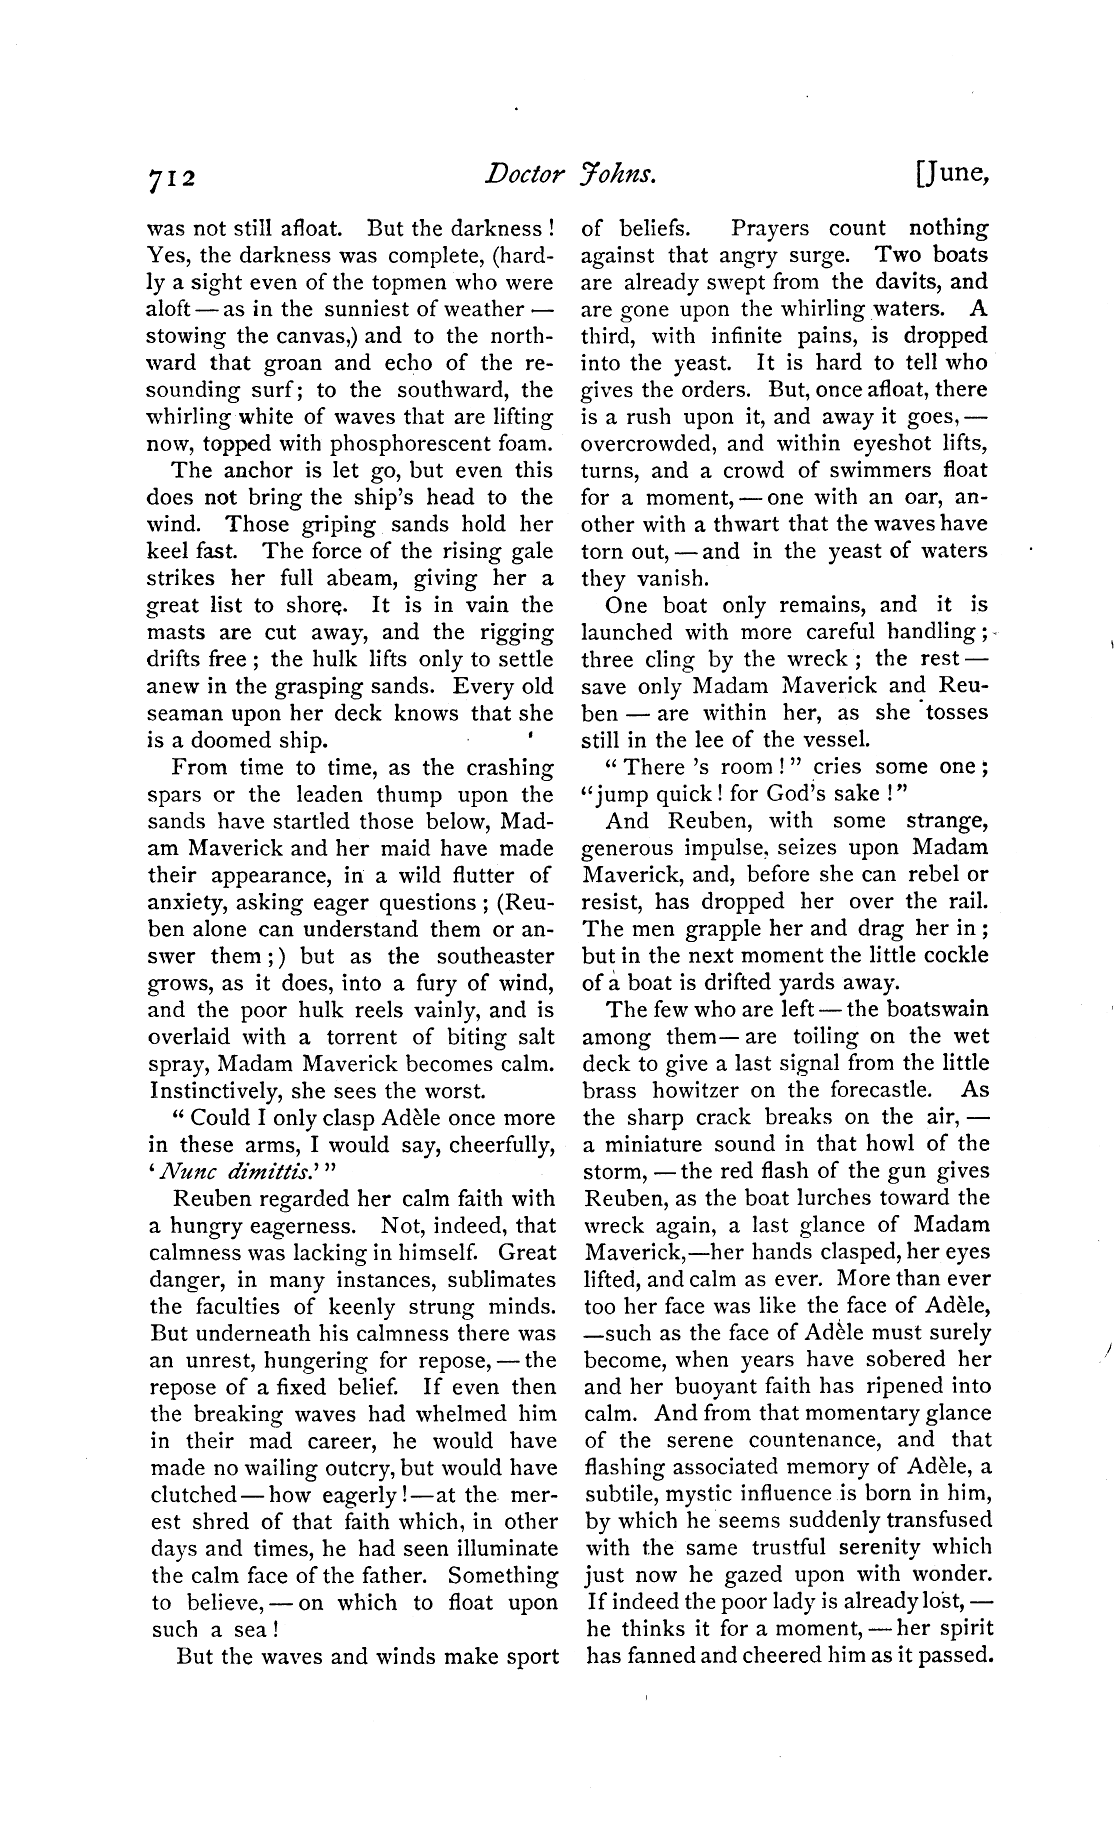 712
Doctor Johns.
[June,
was not still afloat. But the darkness!
Yes, the darkness was complete, (hard-
ly a sight even of the topmen who were
aloft — as in the sunniest of weather —
stowing the canvas,) and to the north-
ward that groan and echo of the re-
sounding surf; to the southward, the
whirling white of waves that are lifting
now, topped with phosphorescent foam.
The anchor is let go, but even this
does not bring the ship's head to the
wind. Those griping sands hold her
keel fast. The force of the rising gale
strikes her full abeam, giving her a
great list to shore. It is in vain the
masts are cut away, and the rigging
drifts free; the hulk lifts only to settle
anew in the grasping sands. Every old
seaman upon her deck knows that she
is a doomed ship.
From time to time, as the crashing
spars or the leaden thump upon the
sands have startled those below, Mad-
am Maverick and her maid have made
their appearance, in a wild flutter of
anxiety, asking eager questions; (Reu-
ben alone can understand them or an-
swer them;) but as the southeaster
grows, as it does, into a fury of wind,
and the poor hulk reels vainly, and is
overlaid with a torrent of biting salt
spray, Madam Maverick becomes calm.
Instinctively, she sees the worst.
"Could I only clasp Adèle once more
in these arms, I would say, cheerfully,
'Nunc dimittis.'"
Reuben regarded her calm faith with
a hungry eagerness. Not, indeed, that
calmness was lacking in himself. Great
danger, in many instances, sublimates
the faculties of keenly strung minds.
But underneath his calmness there was
an unrest, hungering for repose, — the
repose of a fixed belief. If even then
the breaking waves had whelmed him
in their mad career, he would have
made no wailing outcry, but would have
clutched — how eagerly! — at the mer-
est shred of that faith which, in other
days and times, he had seen illuminate
the calm face of the father. Something
to believe, — on which to float upon
such a sea!
But the waves and winds make sport
of beliefs. Prayers count nothing
against that angry surge. Two boats
are already swept from the davits, and
are gone upon the whirling waters. A
third, with infinite pains, is dropped
into the yeast. It is hard to tell who
gives the orders. But, once afloat, there
is a rush upon it, and away it goes, —
overcrowded, and within eyeshot lifts,
turns, and a crowd of swimmers float
for a moment, — one with an oar, an-
other with a thwart that the waves have
torn out, — and in the yeast of waters
they vanish.
One boat only remains, and it is
launched with more careful handling;
three cling by the wreck; the rest —
save only Madam Maverick and Reu-
ben — are within her, as she tosses
still in the lee of the vessel.
"There 's room!" cries some one;
"jump quick! for God's sake!"
And Reuben, with some strange,
generous impulse, seizes upon Madam
Maverick, and, before she can rebel or
resist, has dropped her over the rail.
The men grapple her and drag her in;
but in the next moment the little cockle
of a boat is drifted yards away.
The few who are left — the boatswain
among them — are toiling on the wet
deck to give a last signal from the little
brass howitzer on the forecastle. As
the sharp crack breaks on the air, —
a miniature sound in that howl of the
storm, — the red flash of the gun gives
Reuben, as the boat lurches toward the
wreck again, a last glance of Madam
Maverick, — her hands clasped, her eyes
lifted, and calm as ever. More than ever
too her face was like the face of Adèle,
— such as the face of Adèle must surely
become, when years have sobered her
and her buoyant faith has ripened into
calm. And from that momentary glance
of the serene countenance, and that
flashing associated memory of Adèle, a
subtile, mystic influence is born in him,
by which he seems suddenly transfused
with the same trustful serenity which
just now he gazed upon with wonder.
If indeed the poor lady is already lost, —
he thinks it for a moment, — her spirit
has fanned and cheered him as it passed.